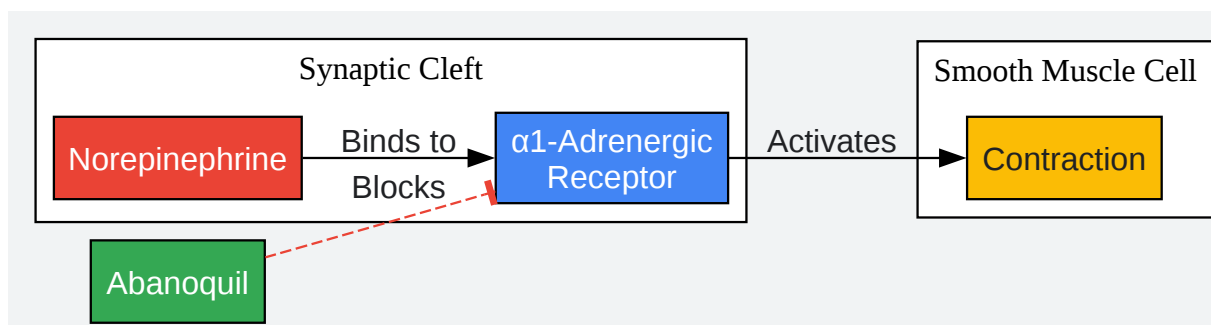 Synaptic Cleft
Smooth Muscle Cell
Norepinephrine
Binds to
α1-Adrenergic
Receptor
Activates
Contraction
Blocks
Abanoquil